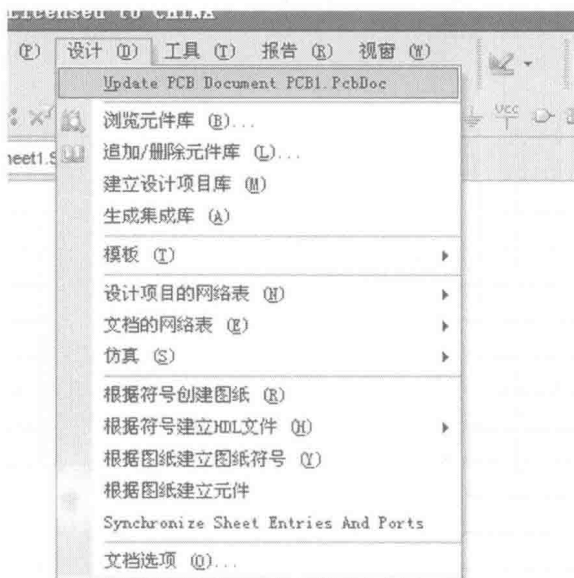 Licensed to CHINA
(P) 设计 (D) 工具 (T) 报告 (R) 视窗 (W)
Update PCB Document PCB1.PcbDoc
浏览元件库 (B)...
VCC
追加/删除元件库 (L)...
heet1.S
建立设计项目库 (M)
生成集成库 (A)
模板 (T)
设计项目的网络表 (N)
文档的网络表 (E)
仿真 (S)
根据符号创建图纸 (R)
根据符号建立HDL文件 (H)
根据图纸建立图纸符号 (Y)
根据图纸建立元件
Synchronize Sheet Entries And Ports
文档选项 (O)...